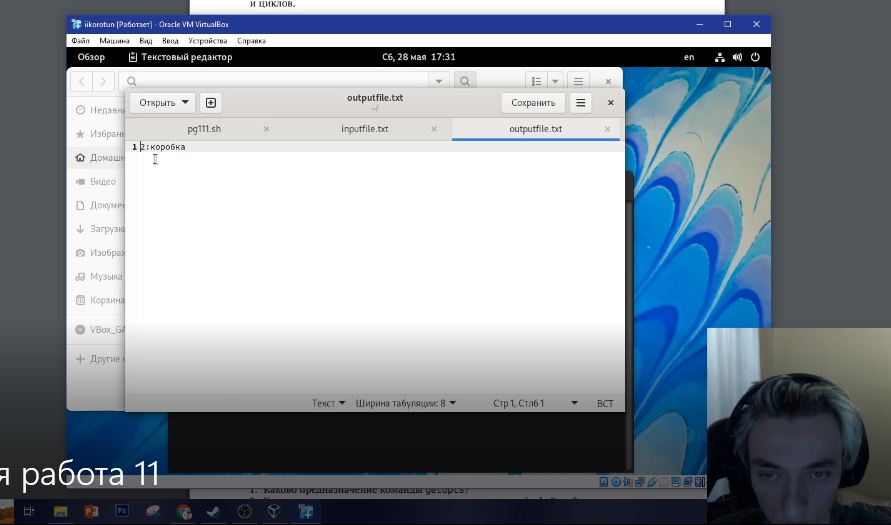 и циклов.
iikorotun [Работает] - Oracle VM VirtualBox
Файл Машина Вид Ввод Устройства Справка
Обзор Текстовый редактор Сб, 28 мая 17:31 en
Открыть outputfile.txt Сохранить
~/
pg111.sh inputfile.txt outputfile.txt
1 2:коробка
Недавн
Избранн
Домашн
Видео
Докумен
Загрузк
Изображ
Музыка
Корзина
VBox_GA
Другие м
Текст Ширина табуляции: 8 Стр 1, Стлб 1 ВСТ
я работа 11
1. Каково предназначение команды getopts?